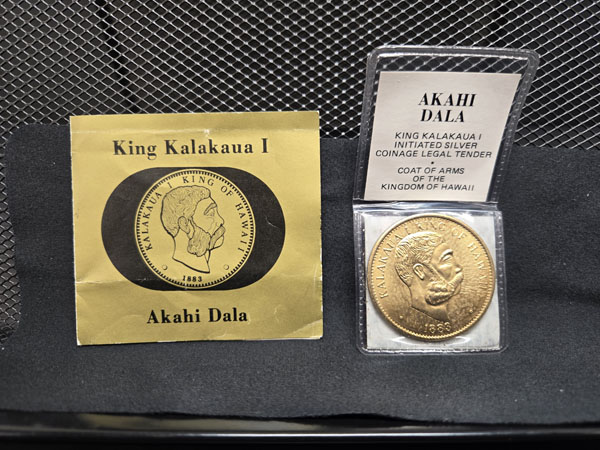 King Kalakaua I
KALAKAUA I KING OF HAWAII
1883
Akahi Dala
AKAHI
DALA
KING KALAKAUA I
INITIATED SILVER
COINAGE LEGAL TENDER
•
COAT OF ARMS
OF THE
KINGDOM OF HAWAII
KALAKAUA I KING OF HAWAII
1883